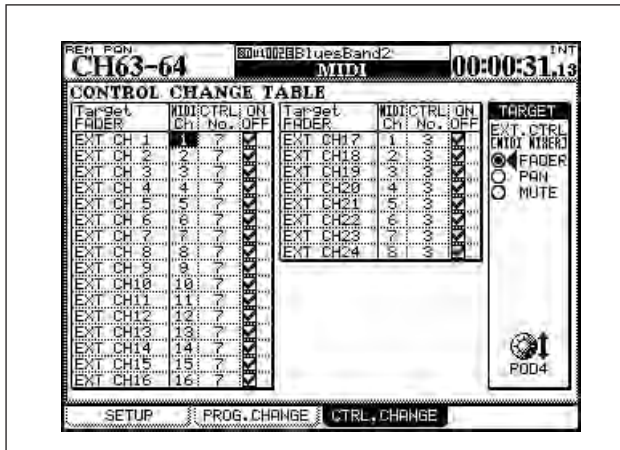 REM PAN
CH63-64
BluesBand2
MIDI
INT
00:00:31.13
CONTROL CHANGE TABLE
Target FADER MIDI Ch CTRL No. ON OFF
EXT CH 1 1 7
EXT CH 2 2 7
EXT CH 3 3 7
EXT CH 4 4 7
EXT CH 5 5 7
EXT CH 6 6 7
EXT CH 7 7 7
EXT CH 8 8 7
EXT CH 9 9 7
EXT CH10 10 7
EXT CH11 11 7
EXT CH12 12 7
EXT CH13 13 7
EXT CH14 14 7
EXT CH15 15 7
EXT CH16 16 7
Target FADER MIDI Ch CTRL No. ON OFF
EXT CH17 1 3
EXT CH18 2 3
EXT CH19 3 3
EXT CH20 4 3
EXT CH21 5 3
EXT CH22 6 3
EXT CH23 7 3
EXT CH24 8 3
TARGET
EXT.CTRL
[MIDI MIXER]
FADER
PAN
MUTE
POD4
SETUP
PROG.CHANGE
CTRL.CHANGE